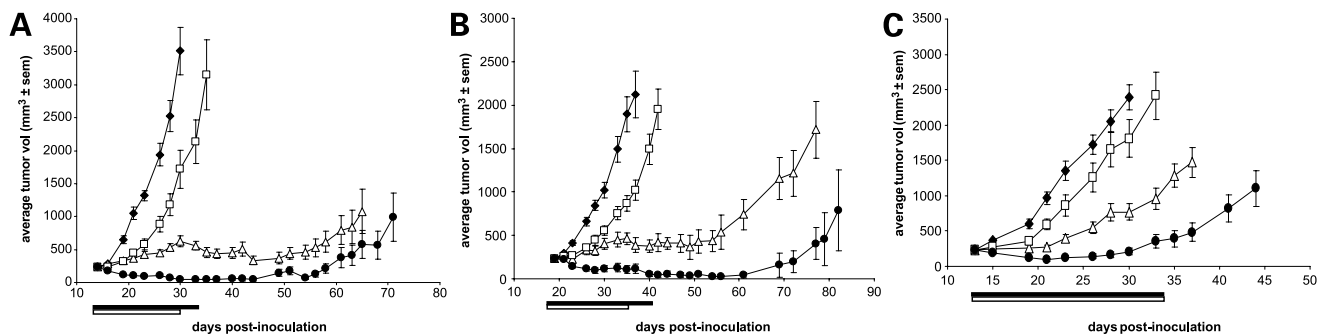 A
average tumor vol (mm³ ± sem)
4000
3500
3000
2500
2000
1500
1000
500
0
10 20 30 40 50 60 70 80
days post-inoculation
B
average tumor vol (mm³ ± sem)
3000
2500
2000
1500
1000
500
0
10 20 30 40 50 60 70 80 90
days post-inoculation
C
average tumor vol (mm³ ± sem)
3500
3000
2500
2000
1500
1000
500
0
10 15 20 25 30 35 40 45 50
days post-inoculation